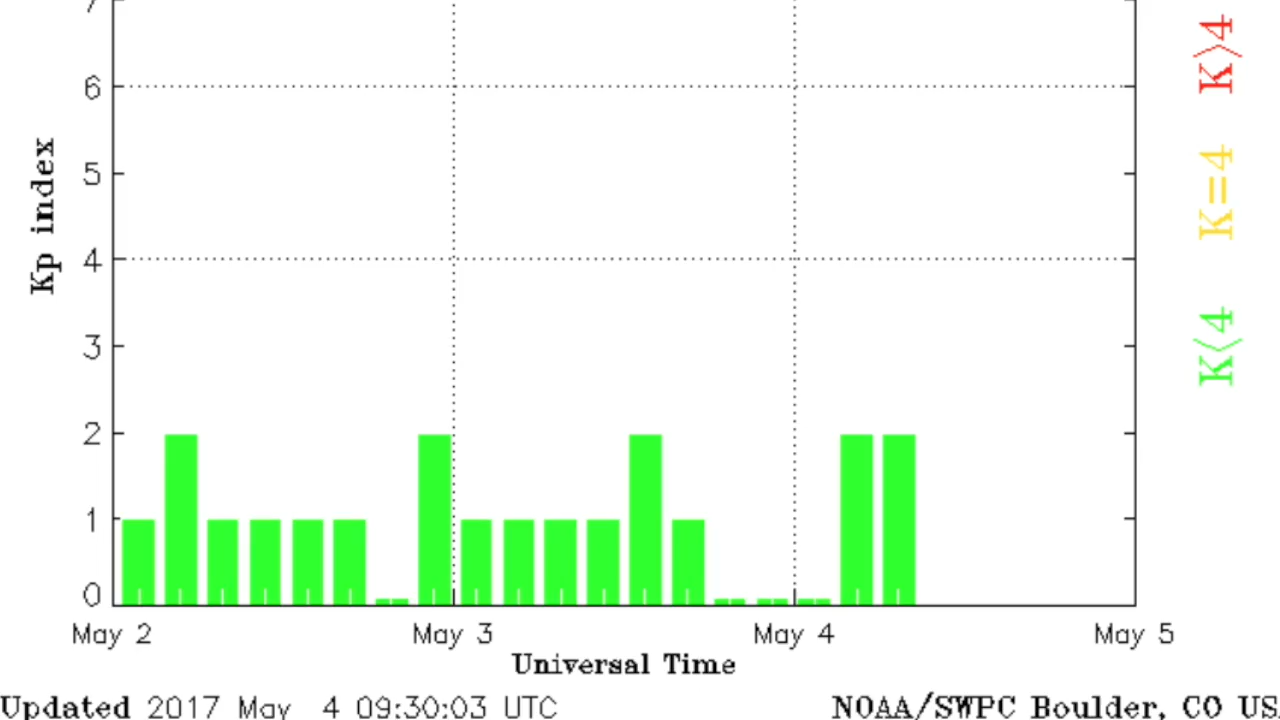 7
K>4
6
Kp index
5
K=4
4
3
K<4
2
1
0
May 2 May 3 May 4 May 5
Universal Time
Updated 2017 May 4 09:30:03 UTC NOAA/SWPC Boulder, CO US